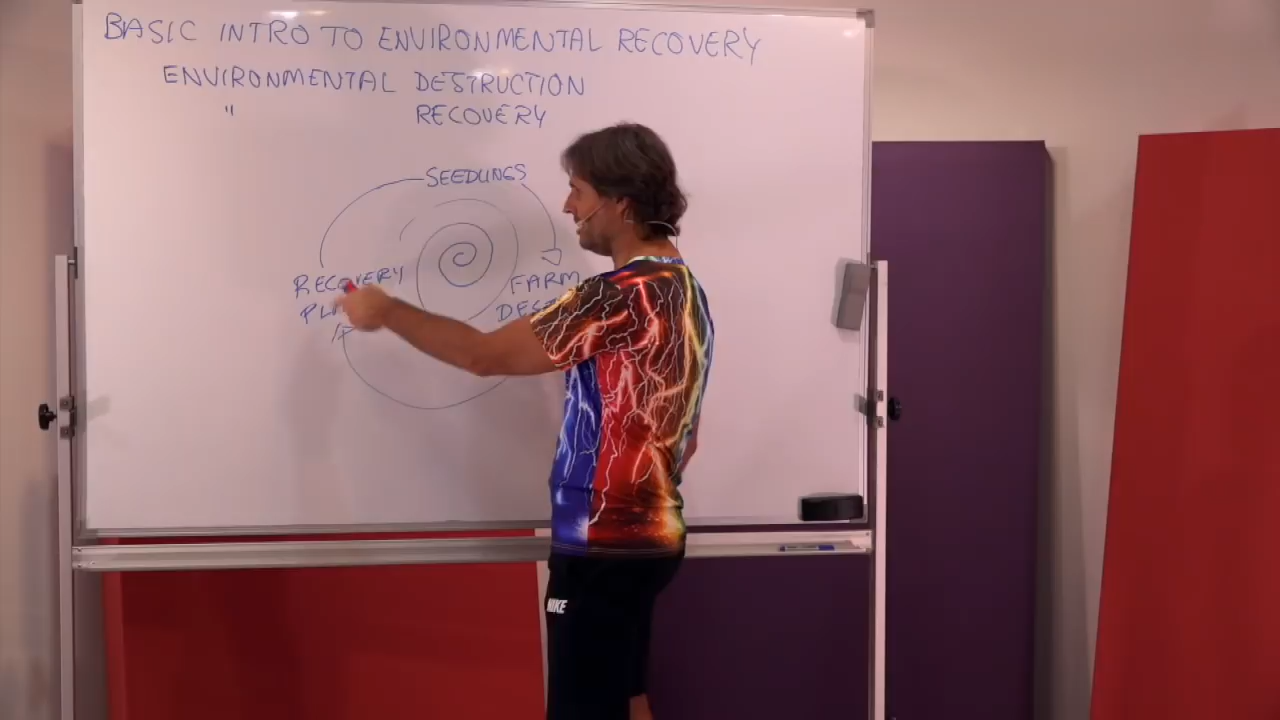 BASIC INTRO TO ENVIRONMENTAL RECOVERY
ENVIRONMENTAL DESTRUCTION
" RECOVERY
SEEDLINGS
RECOVERY
FARM
NIKE